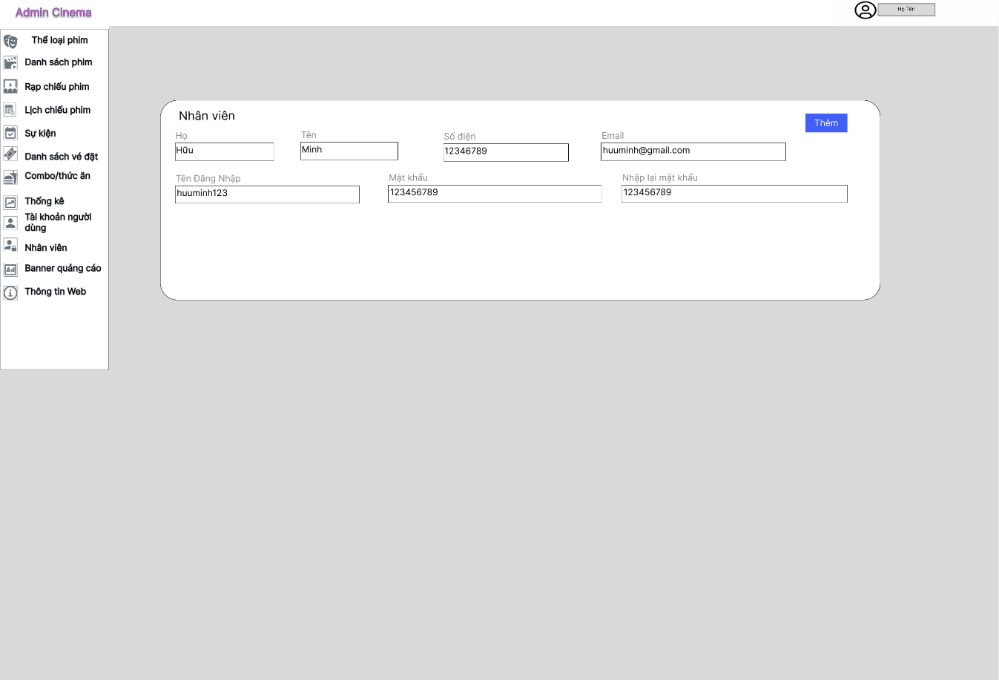 Admin Cinema
Họ Tên
Thể loại phim
Danh sách phim
Rạp chiếu phim
Lịch chiếu phim
Sự kiện
Danh sách vé đặt
Combo/thức ăn
Thống kê
Tài khoản người
dùng
Nhân viên
Ad
Banner quảng cáo
Thông tin Web
Nhân viên
Thêm
Họ
Tên
Số điện
Email
Hữu
Minh
12346789
huuminh@gmail.com
Tên Đăng Nhập
Mật khẩu
Nhập lại mật khẩu
huuminh123
123456789
123456789